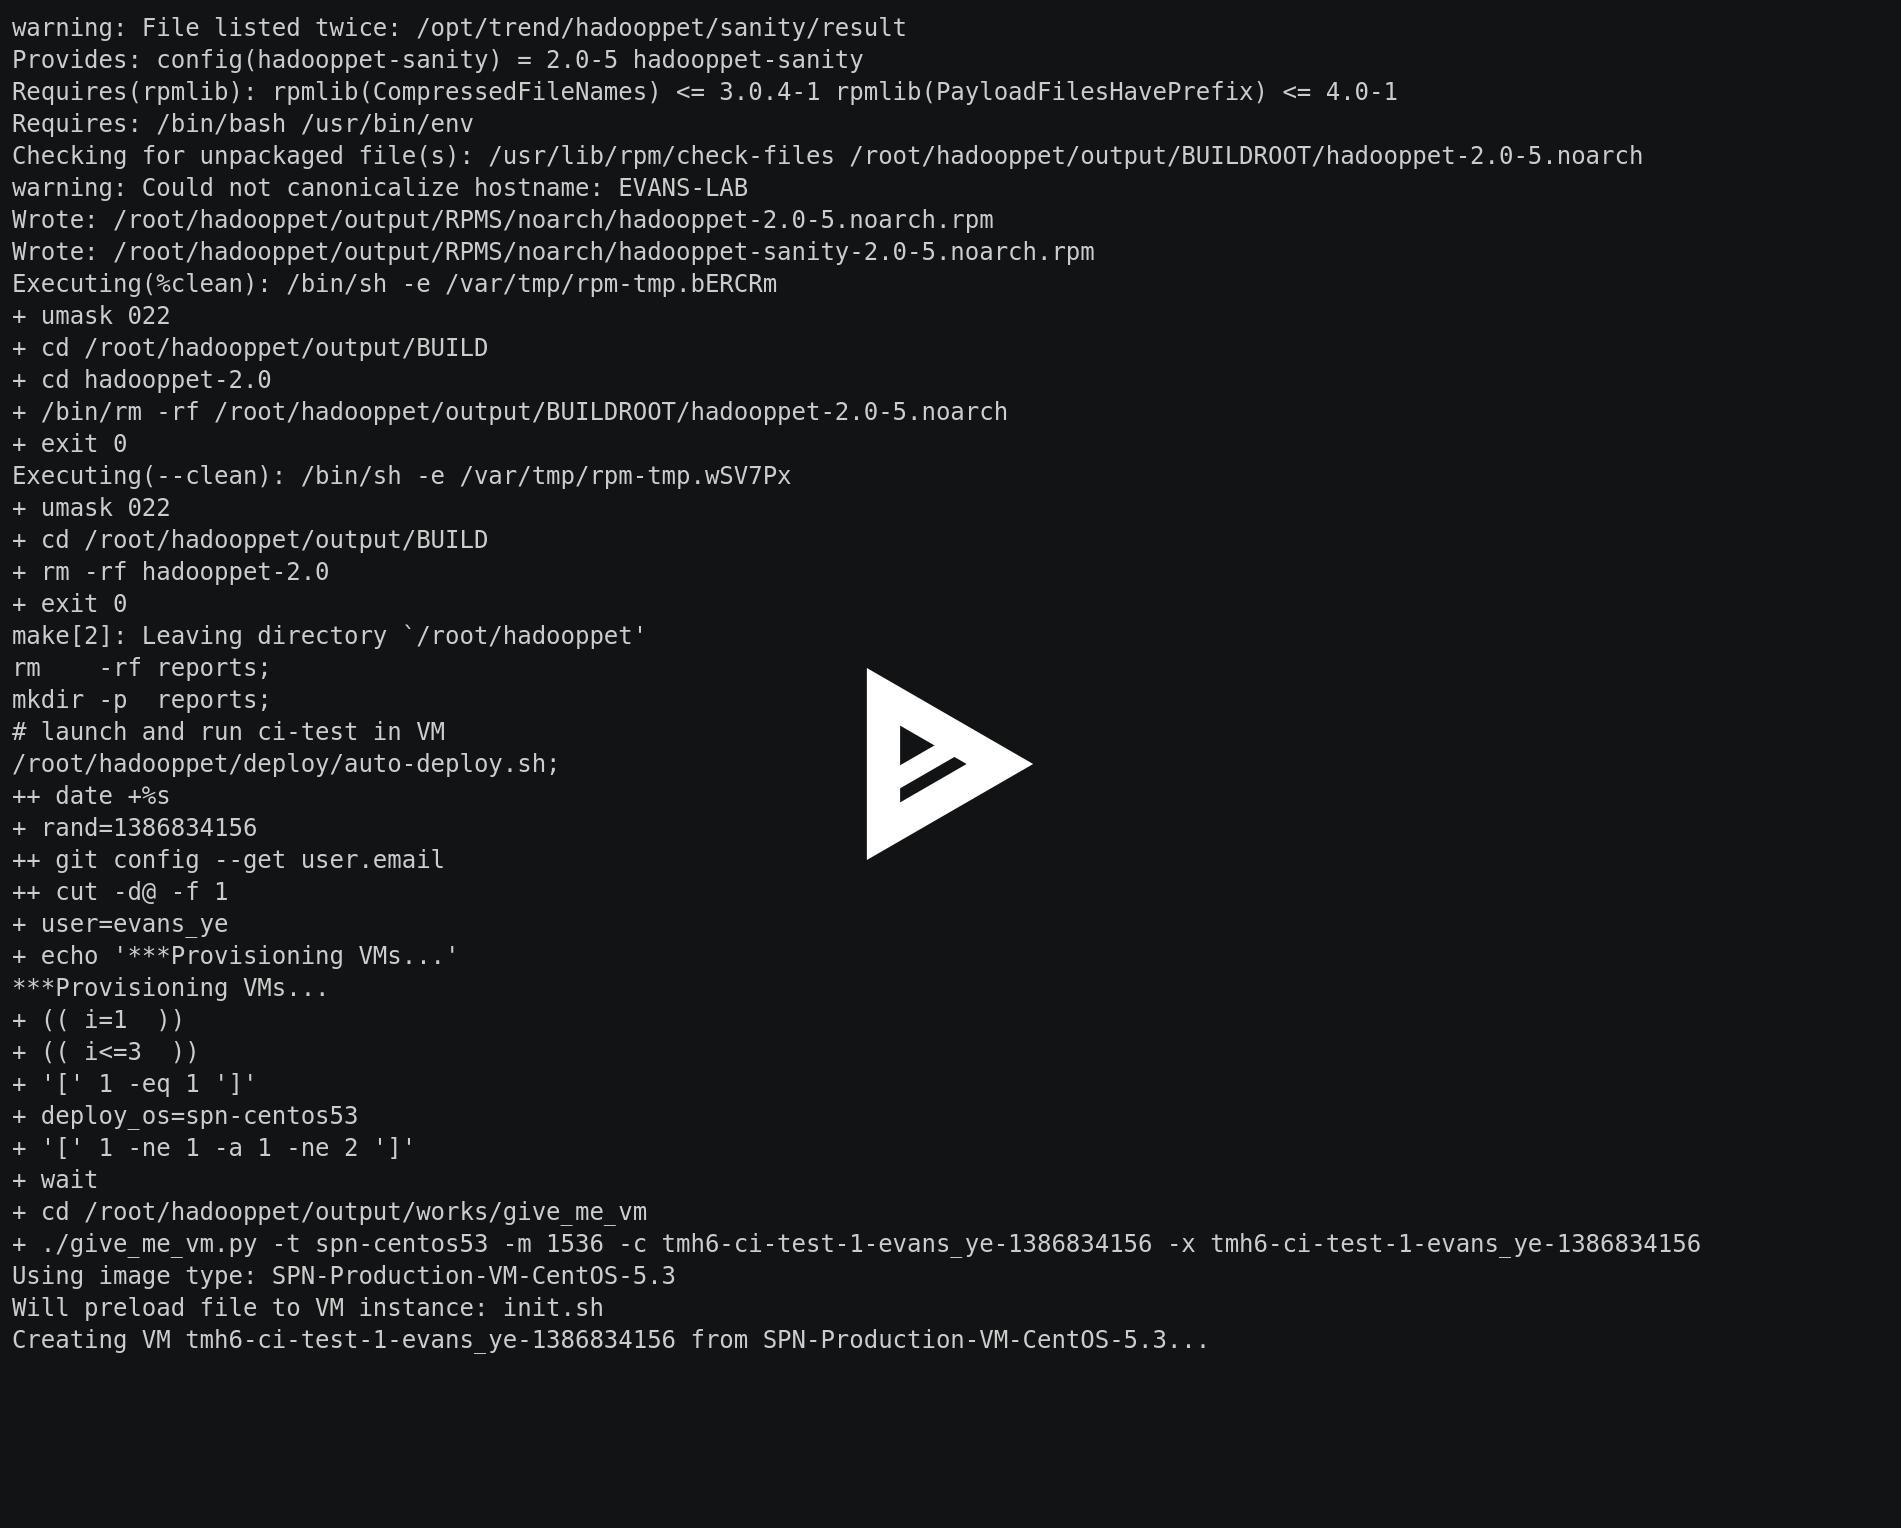 warning: File listed twice: /opt/trend/hadooppet/sanity/result
Provides: config(hadooppet-sanity) = 2.0-5 hadooppet-sanity
Requires(rpmlib): rpmlib(CompressedFileNames) <= 3.0.4-1 rpmlib(PayloadFilesHavePrefix) <= 4.0-1
Requires: /bin/bash /usr/bin/env
Checking for unpackaged file(s): /usr/lib/rpm/check-files /root/hadooppet/output/BUILDROOT/hadooppet-2.0-5.noarch
warning: Could not canonicalize hostname: EVANS-LAB
Wrote: /root/hadooppet/output/RPMS/noarch/hadooppet-2.0-5.noarch.rpm
Wrote: /root/hadooppet/output/RPMS/noarch/hadooppet-sanity-2.0-5.noarch.rpm
Executing(%clean): /bin/sh -e /var/tmp/rpm-tmp.bERCRm
+ umask 022
+ cd /root/hadooppet/output/BUILD
+ cd hadooppet-2.0
+ /bin/rm -rf /root/hadooppet/output/BUILDROOT/hadooppet-2.0-5.noarch
+ exit 0
Executing(--clean): /bin/sh -e /var/tmp/rpm-tmp.wSV7Px
+ umask 022
+ cd /root/hadooppet/output/BUILD
+ rm -rf hadooppet-2.0
+ exit 0
make[2]: Leaving directory `/root/hadooppet'
rm    -rf reports;
mkdir -p  reports;
# launch and run ci-test in VM
/root/hadooppet/deploy/auto-deploy.sh;
++ date +%s
+ rand=1386834156
++ git config --get user.email
++ cut -d@ -f 1
+ user=evans_ye
+ echo '***Provisioning VMs...'
***Provisioning VMs...
+ (( i=1  ))
+ (( i<=3  ))
+ '[' 1 -eq 1 ']'
+ deploy_os=spn-centos53
+ '[' 1 -ne 1 -a 1 -ne 2 ']'
+ wait
+ cd /root/hadooppet/output/works/give_me_vm
+ ./give_me_vm.py -t spn-centos53 -m 1536 -c tmh6-ci-test-1-evans_ye-1386834156 -x tmh6-ci-test-1-evans_ye-1386834156
Using image type: SPN-Production-VM-CentOS-5.3
Will preload file to VM instance: init.sh
Creating VM tmh6-ci-test-1-evans_ye-1386834156 from SPN-Production-VM-CentOS-5.3...